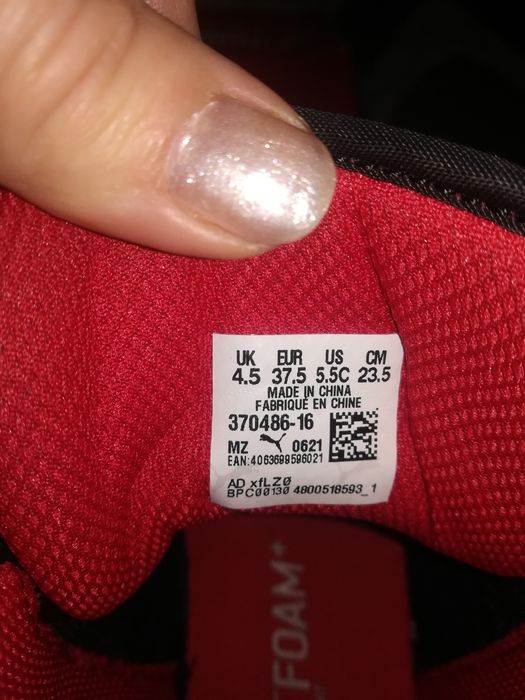 UK EUR US CM
4.5 37.5 5.5C 23.5
MADE IN CHINA
FABRIQUÉ EN CHINE
370486-16
MZ 0621
EAN:4063699596021
AD xfLZ0
BPC00130 4800518593_1
FOAM+